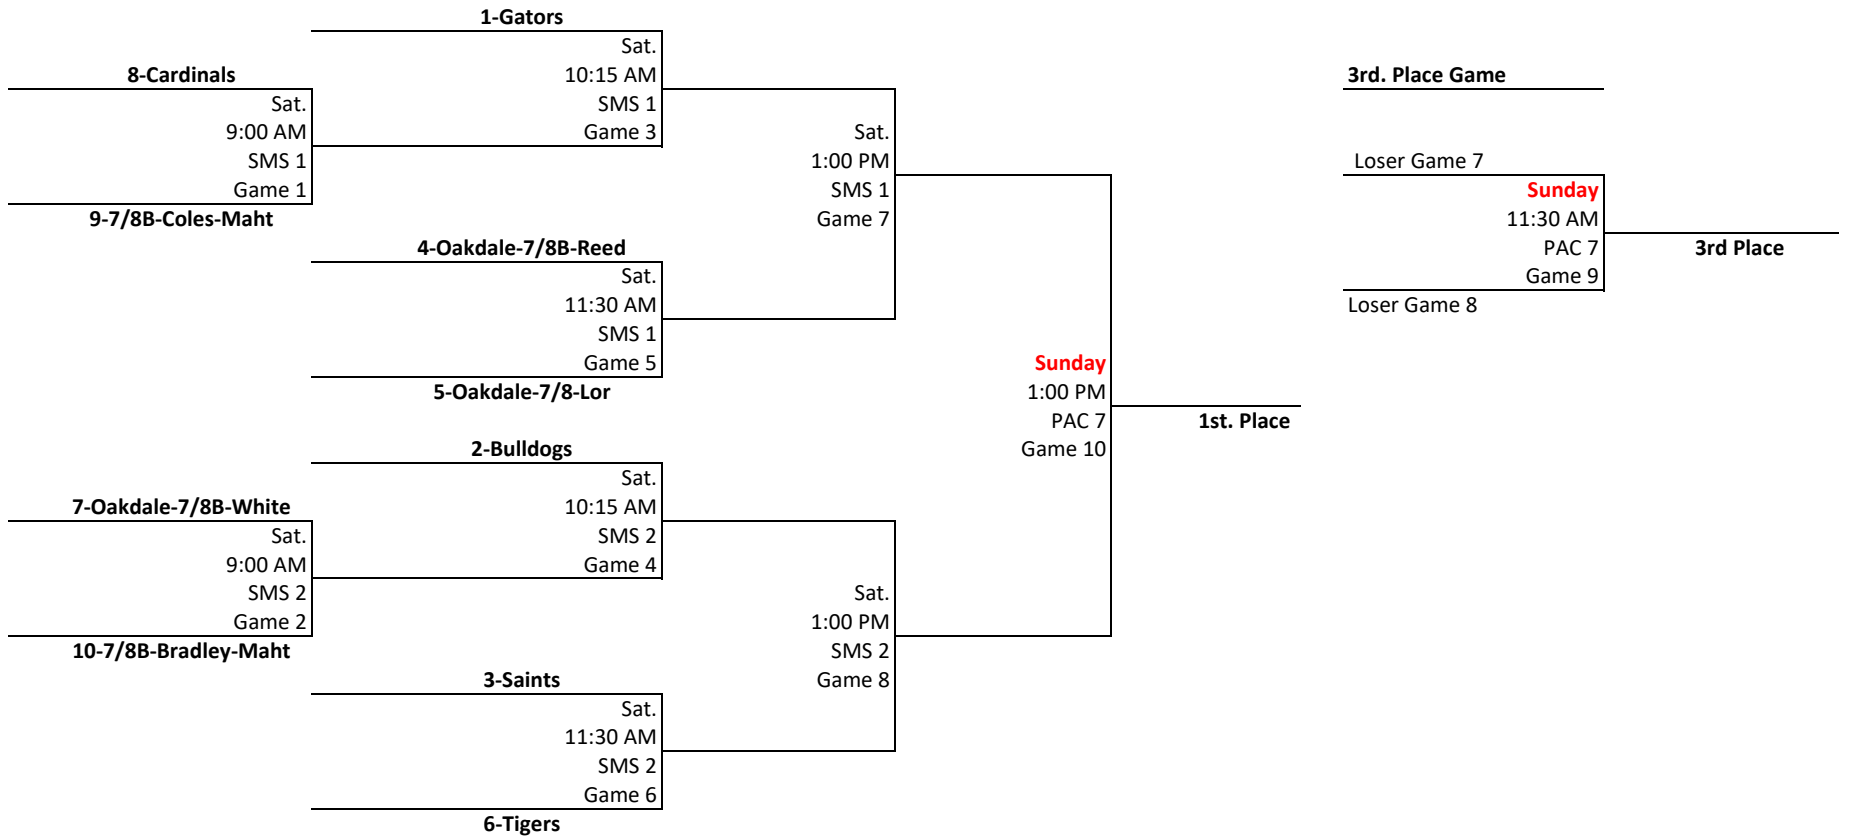 1-Gators
Sat.
10:15 AM
SMS 1
Game 3
8-Cardinals
Sat.
9:00 AM
SMS 1
Game 1
9-7/8B-Coles-Maht
Sat.
1:00 PM
SMS 1
Game 7
4-Oakdale-7/8B-Reed
Sat.
11:30 AM
SMS 1
Game 5
5-Oakdale-7/8-Lor
Sunday
1:00 PM
PAC 7
Game 10
1st. Place
2-Bulldogs
Sat.
10:15 AM
SMS 2
Game 4
7-Oakdale-7/8B-White
Sat.
9:00 AM
SMS 2
Game 2
10-7/8B-Bradley-Maht
Sat.
1:00 PM
SMS 2
Game 8
3-Saints
Sat.
11:30 AM
SMS 2
Game 6
6-Tigers
3rd. Place Game
Loser Game 7
Sunday
11:30 AM
PAC 7
Game 9
3rd Place
Loser Game 8